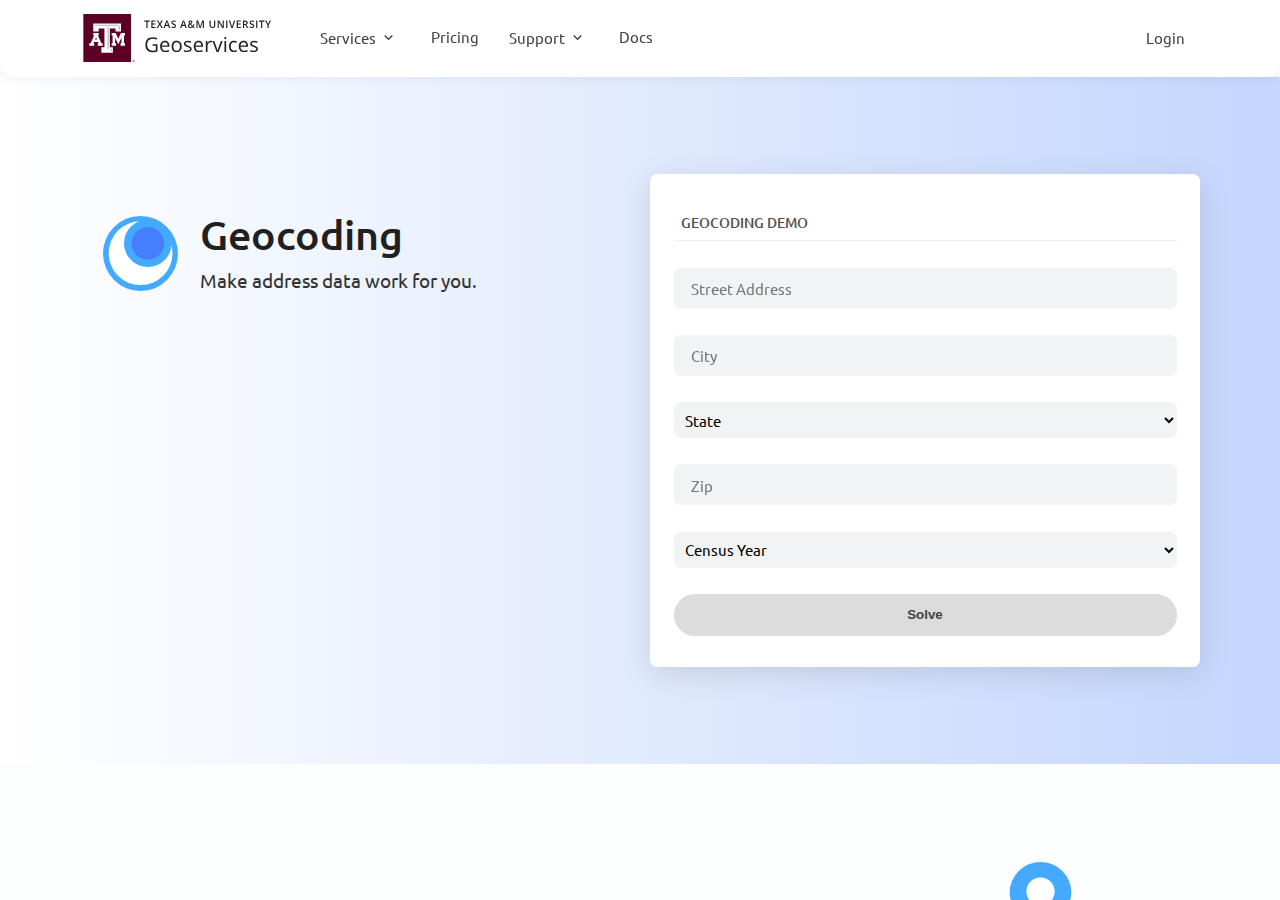 TEXAS A&M UNIVERSITY
Geoservices
Services
Pricing
Support
Docs
Login
Geocoding
Make address data work for you.
GEOCODING DEMO
Street Address
City
State
Zip
Census Year
Solve